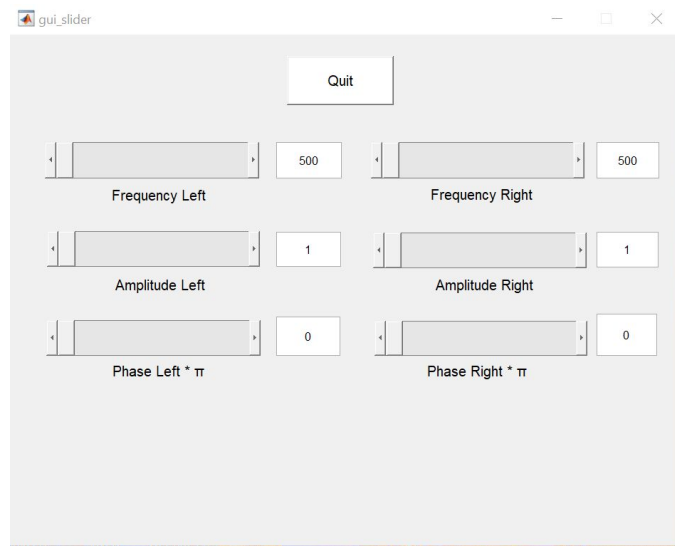 gui_slider
Quit
500
500
Frequency Left
Frequency Right
1
1
Amplitude Left
Amplitude Right
0
0
Phase Left * π
Phase Right * π